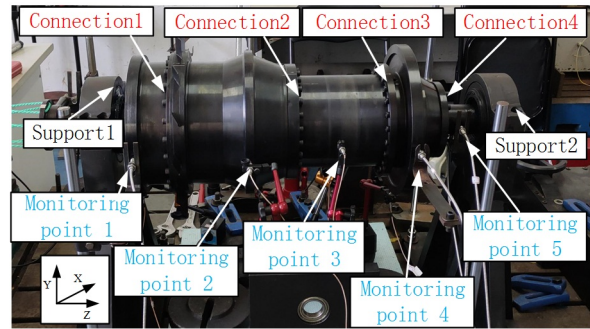 Connection1
Connection2
Connection3
Connection4
Support1
Support2
Monitoring
point 1
Monitoring
point 2
Monitoring
point 3
Monitoring
point 4
Monitoring
point 5
Y
X
Z